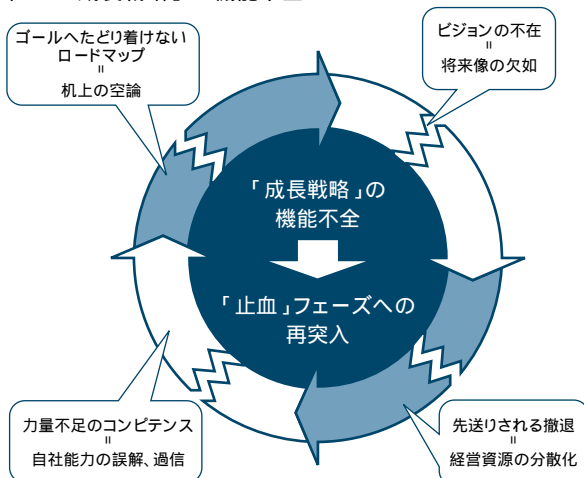 ゴールへたどり着けない
ロードマップ
=
机上の空論
ビジョンの不在
=
将来像の欠如
「成長戦略」の
機能不全
「止血」フェーズへの
再突入
力量不足のコンピテンス
=
自社能力の誤解、過信
先送りされる撤退
=
経営資源の分散化